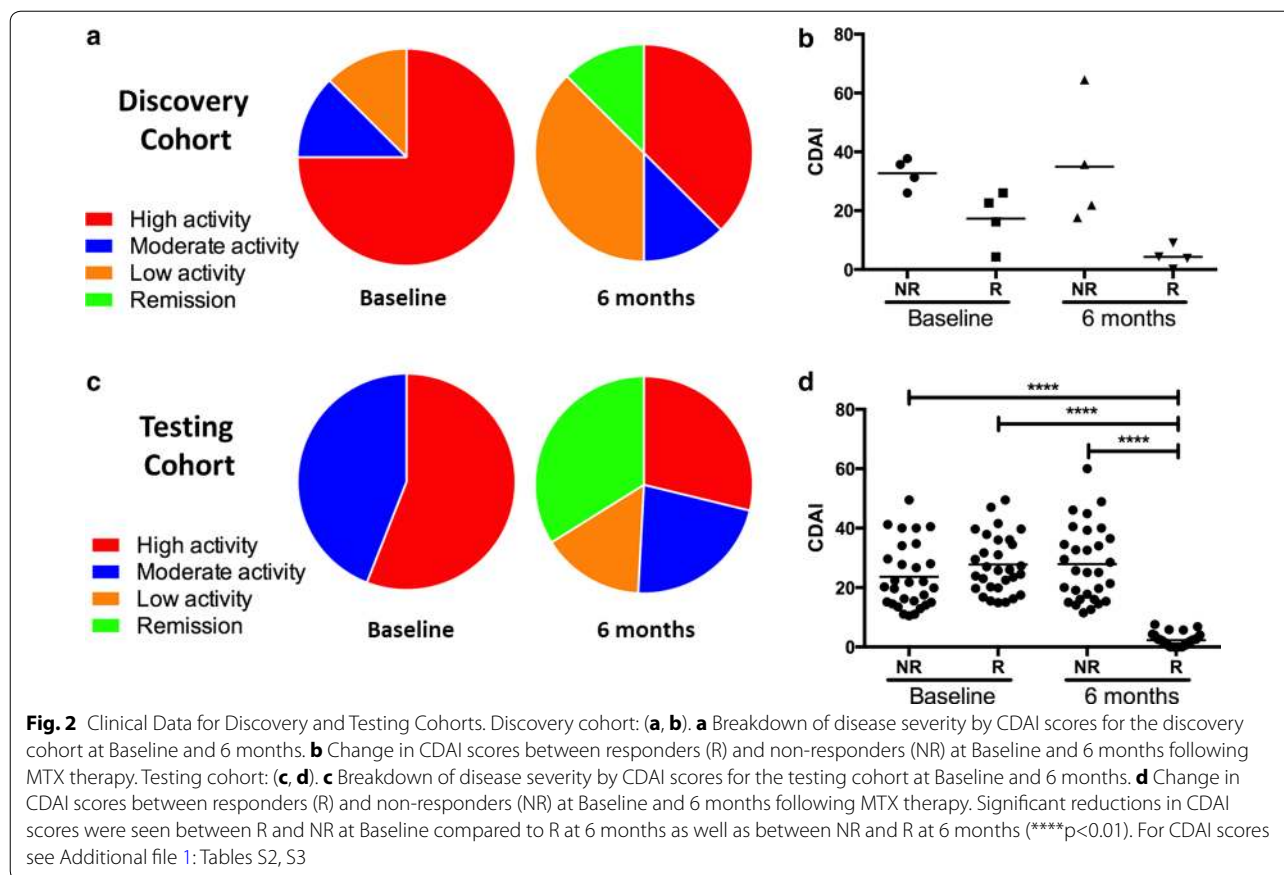 a
Discovery
Cohort
High activity
Moderate activity
Low activity
Remission
Baseline
6 months
b
CDAI
80
60
40
20
0
NR
R
NR
R
Baseline
6 months
c
Testing
Cohort
High activity
Moderate activity
Low activity
Remission
Baseline
6 months
d
****
****
****
CDAI
80
60
40
20
0
NR
R
NR
R
Baseline
6 months
Fig. 2 Clinical Data for Discovery and Testing Cohorts. Discovery cohort: (a, b). a Breakdown of disease severity by CDAI scores for the discovery
cohort at Baseline and 6 months. b Change in CDAI scores between responders (R) and non-responders (NR) at Baseline and 6 months following
MTX therapy. Testing cohort: (c, d). c Breakdown of disease severity by CDAI scores for the testing cohort at Baseline and 6 months. d Change in
CDAI scores between responders (R) and non-responders (NR) at Baseline and 6 months following MTX therapy. Significant reductions in CDAI
scores were seen between R and NR at Baseline compared to R at 6 months as well as between NR and R at 6 months (****p<0.01). For CDAI scores
see Additional file 1: Tables S2, S3